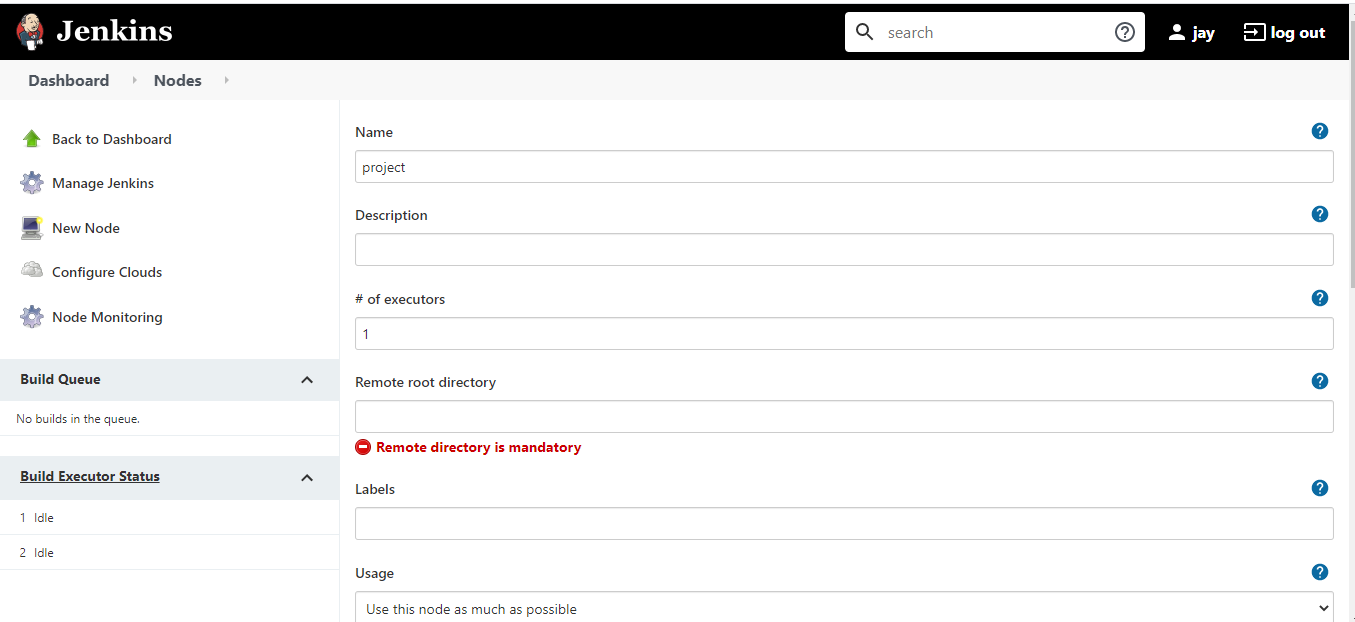 Jenkins
search
jay
log out
Dashboard
Nodes
Back to Dashboard
Manage Jenkins
New Node
Configure Clouds
Node Monitoring
Build Queue
No builds in the queue.
Build Executor Status
1 Idle
2 Idle
Name
project
Description
# of executors
1
Remote root directory
Remote directory is mandatory
Labels
Usage
Use this node as much as possible